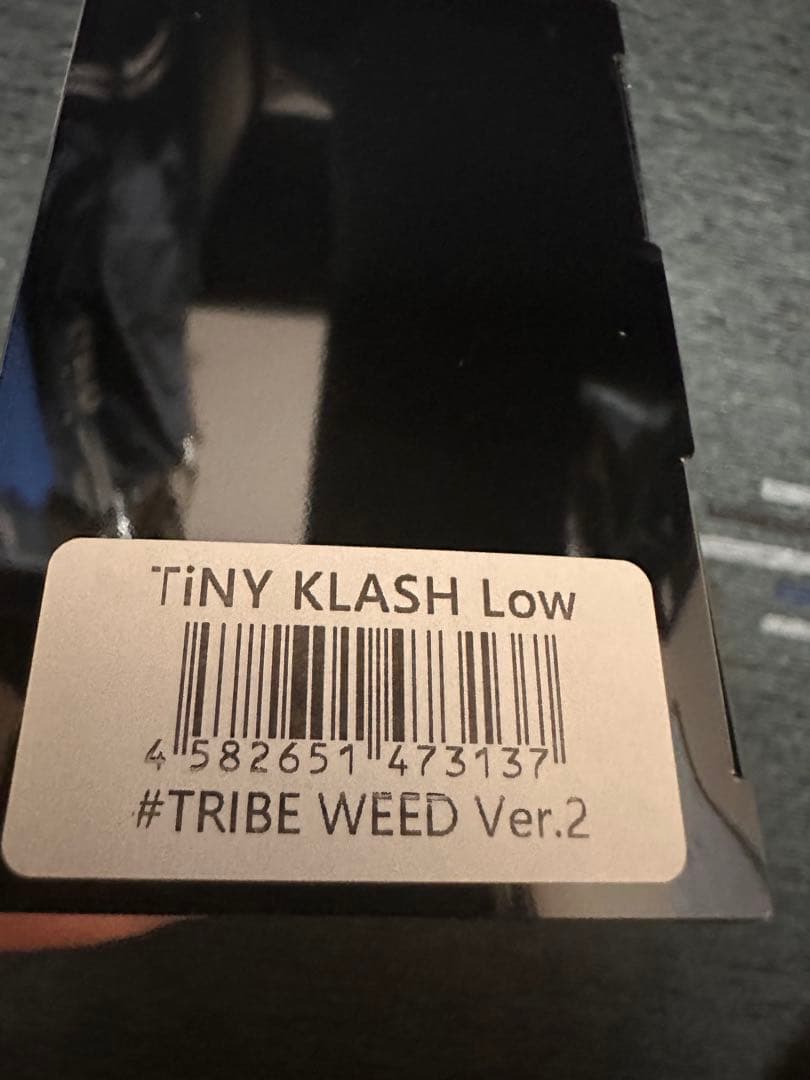 TiNY KLASH Low
4 582651 473137
#TRIBE WEED Ver.2